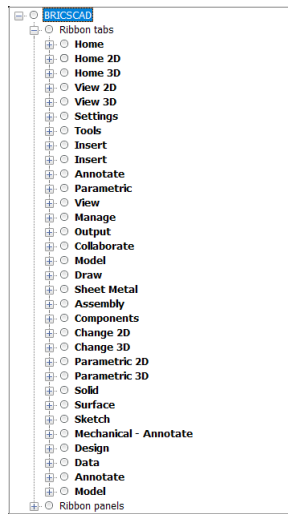 BRICSCAD
Ribbon tabs
Home
Home 2D
Home 3D
View 2D
View 3D
Settings
Tools
Insert
Insert
Annotate
Parametric
View
Manage
Output
Collaborate
Model
Draw
Sheet Metal
Assembly
Components
Change 2D
Change 3D
Parametric 2D
Parametric 3D
Solid
Surface
Sketch
Mechanical - Annotate
Design
Data
Annotate
Model
Ribbon panels